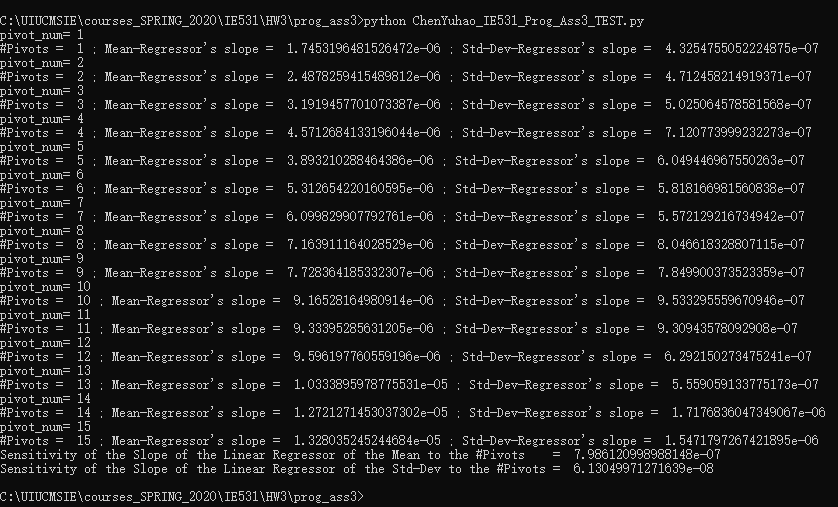 C:\UIUCMSIE\courses_SPRING_2020\IE531\HW3\prog_ass3>python ChenYuhao_IE531_Prog_Ass3_TEST.py
pivot_num= 1
#Pivots =  1 ; Mean-Regressor's slope =  1.7453196481526472e-06 ; Std-Dev-Regressor's slope =  4.3254755052224875e-07
pivot_num= 2
#Pivots =  2 ; Mean-Regressor's slope =  2.4878259415489812e-06 ; Std-Dev-Regressor's slope =  4.712458214919371e-07
pivot_num= 3
#Pivots =  3 ; Mean-Regressor's slope =  3.1919457701073387e-06 ; Std-Dev-Regressor's slope =  5.025064578581568e-07
pivot_num= 4
#Pivots =  4 ; Mean-Regressor's slope =  4.5712684133196044e-06 ; Std-Dev-Regressor's slope =  7.120773999232273e-07
pivot_num= 5
#Pivots =  5 ; Mean-Regressor's slope =  3.893210288464386e-06 ; Std-Dev-Regressor's slope =  6.049446967550263e-07
pivot_num= 6
#Pivots =  6 ; Mean-Regressor's slope =  5.312654220160595e-06 ; Std-Dev-Regressor's slope =  5.818166981560838e-07
pivot_num= 7
#Pivots =  7 ; Mean-Regressor's slope =  6.099829907792761e-06 ; Std-Dev-Regressor's slope =  5.572129216734942e-07
pivot_num= 8
#Pivots =  8 ; Mean-Regressor's slope =  7.163911164028529e-06 ; Std-Dev-Regressor's slope =  8.046618328807115e-07
pivot_num= 9
#Pivots =  9 ; Mean-Regressor's slope =  7.728364185332307e-06 ; Std-Dev-Regressor's slope =  7.849900373523359e-07
pivot_num= 10
#Pivots =  10 ; Mean-Regressor's slope =  9.16528164980914e-06 ; Std-Dev-Regressor's slope =  9.533295559670946e-07
pivot_num= 11
#Pivots =  11 ; Mean-Regressor's slope =  9.33395285631205e-06 ; Std-Dev-Regressor's slope =  9.30943578092908e-07
pivot_num= 12
#Pivots =  12 ; Mean-Regressor's slope =  9.596197760559196e-06 ; Std-Dev-Regressor's slope =  6.292150273475241e-07
pivot_num= 13
#Pivots =  13 ; Mean-Regressor's slope =  1.0333895978775531e-05 ; Std-Dev-Regressor's slope =  5.559059133775173e-07
pivot_num= 14
#Pivots =  14 ; Mean-Regressor's slope =  1.2721271453037302e-05 ; Std-Dev-Regressor's slope =  1.7176836047349067e-06
pivot_num= 15
#Pivots =  15 ; Mean-Regressor's slope =  1.328035245244684e-05 ; Std-Dev-Regressor's slope =  1.5471797267421895e-06
Sensitivity of the Slope of the Linear Regressor of the Mean to the #Pivots    =  7.986120998988148e-07
Sensitivity of the Slope of the Linear Regressor of the Std-Dev to the #Pivots =  6.13049971271639e-08
C:\UIUCMSIE\courses_SPRING_2020\IE531\HW3\prog_ass3>